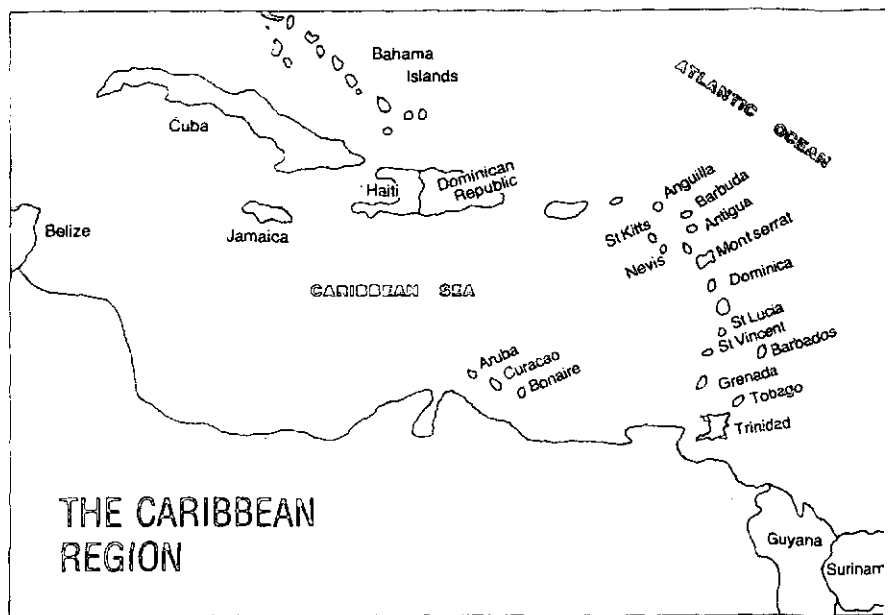 Bahama
Islands
ATLANTIC OCEAN
Cuba
Haiti
Dominican
Republic
Anguilla
Barbuda
Antigua
St Kitts
Nevis
Montserrat
Belize
Jamaica
CARIBBEAN SEA
Dominica
St Lucia
St Vincent
Barbados
Aruba
Curacao
Bonaire
Grenada
Tobago
Trinidad
THE CARIBBEAN
REGION
Guyana
Surinam